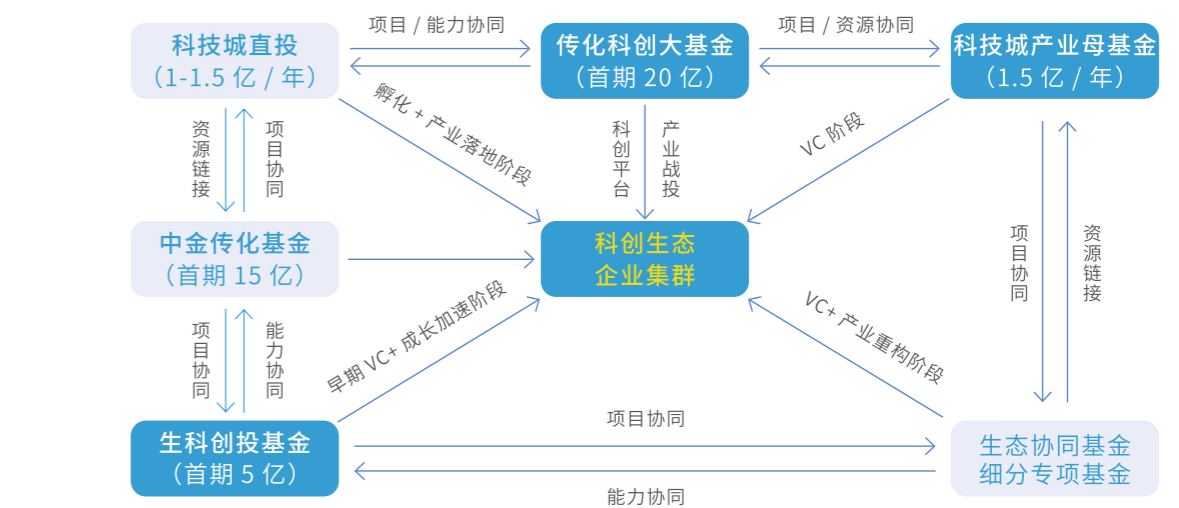 项目 / 能力协同
项目 / 资源协同
科技城直投
（1-1.5 亿 / 年）
传化科创大基金
（首期 20 亿）
科技城产业母基金
（1.5 亿 / 年）
孵化 + 产业落地阶段
科创平台
产业战投
VC 阶段
资源链接
项目协同
中金传化基金
（首期 15 亿）
科创生态
企业集群
项目协同
资源链接
项目协同
能力协同
早期 VC+ 成长加速阶段
VC+ 产业重构阶段
生科创投基金
（首期 5 亿）
项目协同
能力协同
生态协同基金
细分专项基金